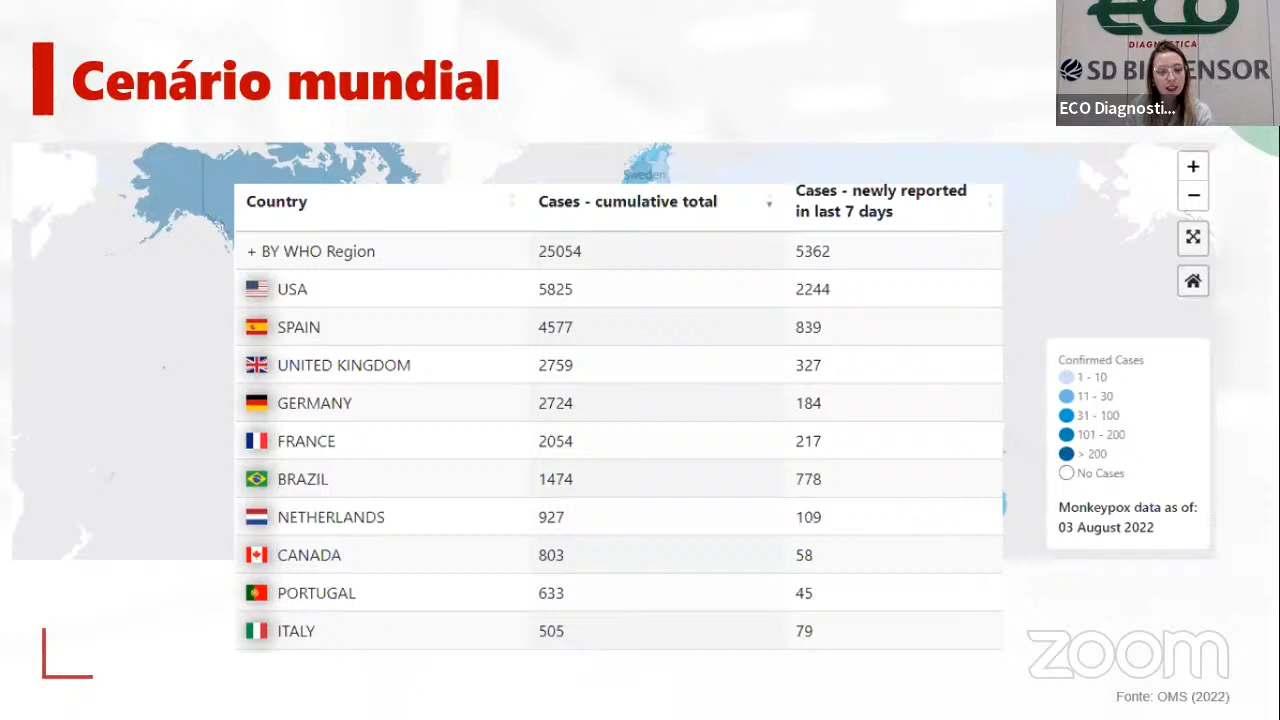 Cenário mundial
ECO
DIAGNÓSTICA
ECO Diagnosti...
Sweden
Country
Cases - cumulative total
Cases - newly reported
in last 7 days
+ BY WHO Region 25054 5362
USA 5825 2244
SPAIN 4577 839
UNITED KINGDOM 2759 327
GERMANY 2724 184
FRANCE 2054 217
BRAZIL 1474 778
NETHERLANDS 927 109
CANADA 803 58
PORTUGAL 633 45
ITALY 505 79
+
−
Confirmed Cases
1 - 10
11 - 30
31 - 100
101 - 200
> 200
No Cases
Monkeypox data as of:
03 August 2022
zoom
Fonte: OMS (2022)